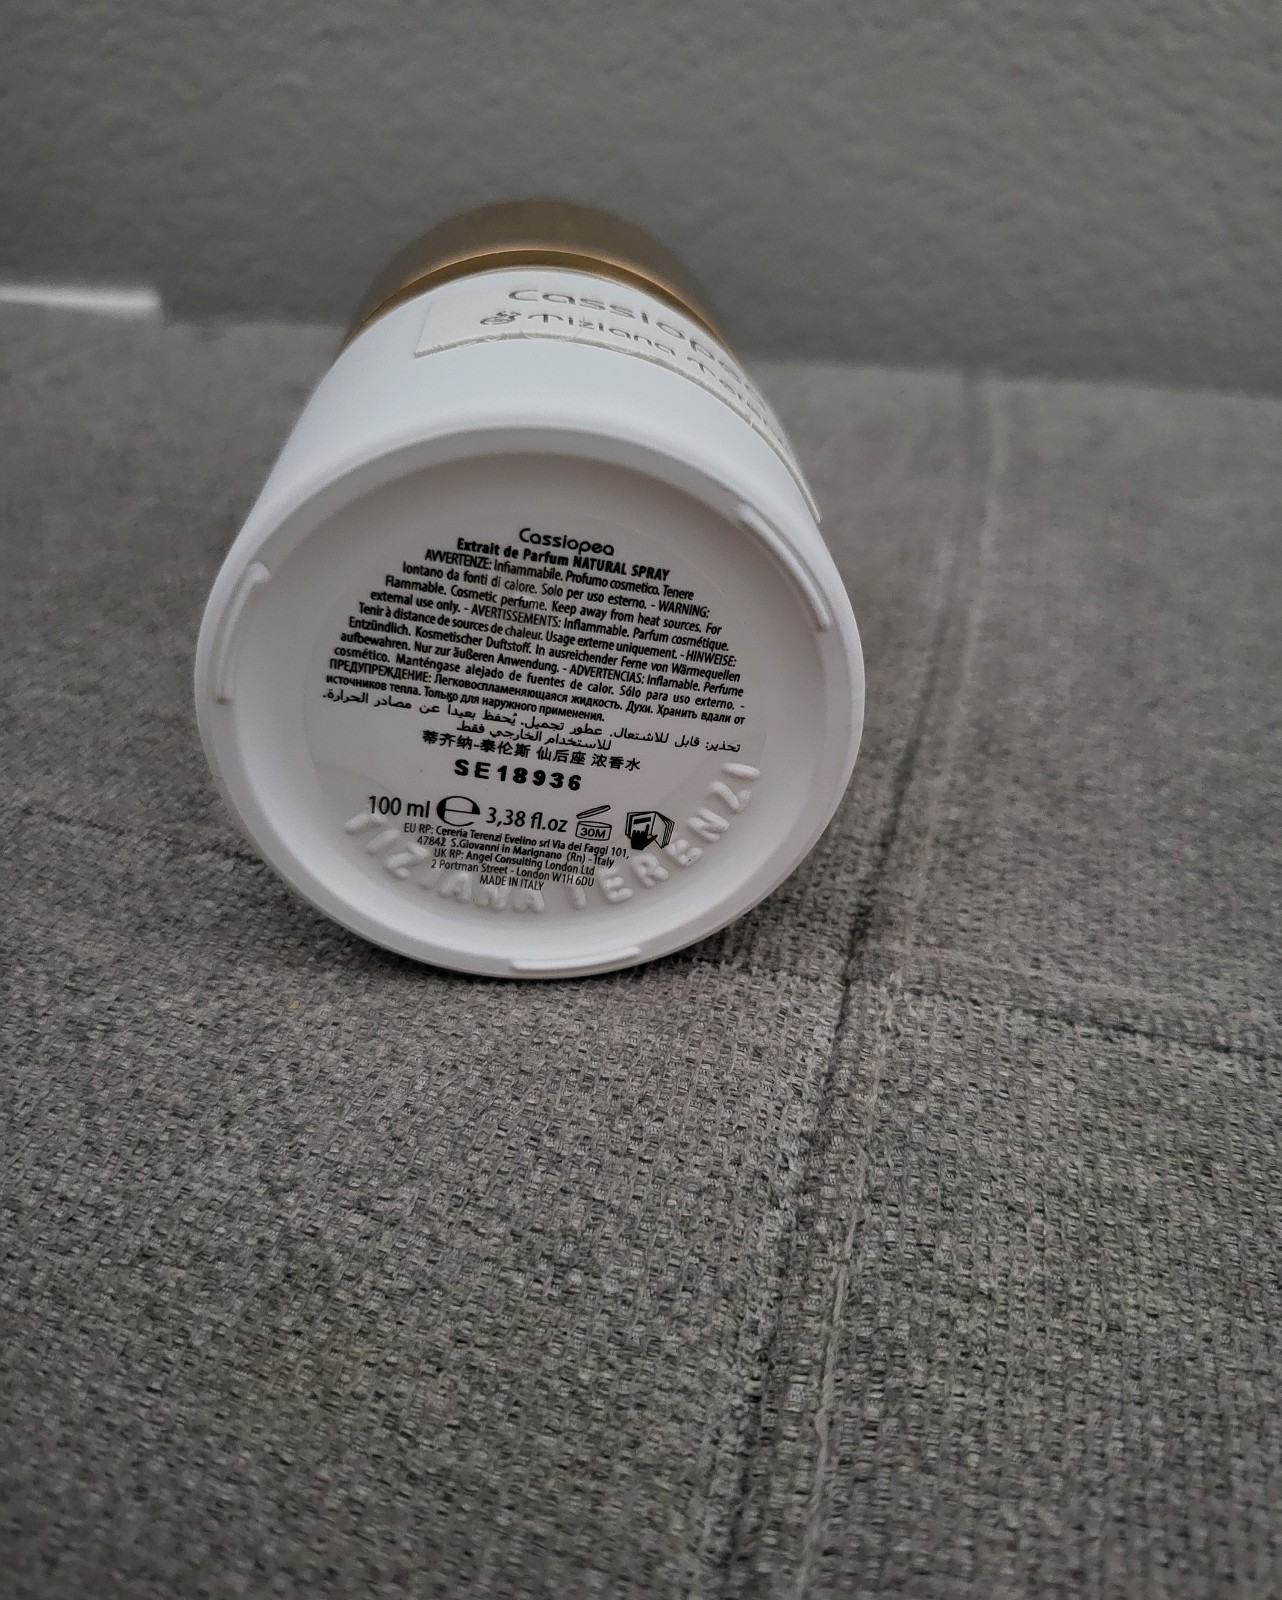 Cassiopea
Tiziana
Cassiopea
Extrait de Parfum NATURAL SPRAY
AVVERTENZE: Infiammabile. Profumo cosmetico. Tenere
lontano da fonti di calore. Solo per uso esterno. - WARNING:
Flammable. Cosmetic perfume. Keep away from heat sources. For
external use only. - AVERTISSEMENTS: Inflammable. Parfum cosmétique.
Tenir à distance de sources de chaleur. Usage externe uniquement. - HINWEISE:
Entzündlich. Kosmetischer Duftstoff. In ausreichender Ferne von Wärmequellen
aufbewahren. Nur zur äußeren Anwendung. - ADVERTENCIAS: Inflamable. Perfume
cosmético. Manténgase alejado de fuentes de calor. Sólo para uso externo. -
ПРЕДУПРЕЖДЕНИЕ: Легковоспламеняющаяся жидкость. Духи. Хранить вдали от
источников тепла. Только для наружного применения.
تحذير: قابل للاشتعال. عطور تجميل. يُحفظ بعيداً عن مصادر الحرارة.
للاستخدام الخارجي فقط
蒂齐纳-泰伦斯 仙后座 浓香水
SE18936
100 ml e 3,38 fl.oz 30M
EU RP: Cereria Terenzi Evelino srl Via dei Faggi 101,
47842 S.Giovanni in Marignano (Rn) - Italy
UK RP: Angel Consulting London Ltd
2 Portman Street - London W1H 6DU
MADE IN ITALY
TIZIANA TERENZI